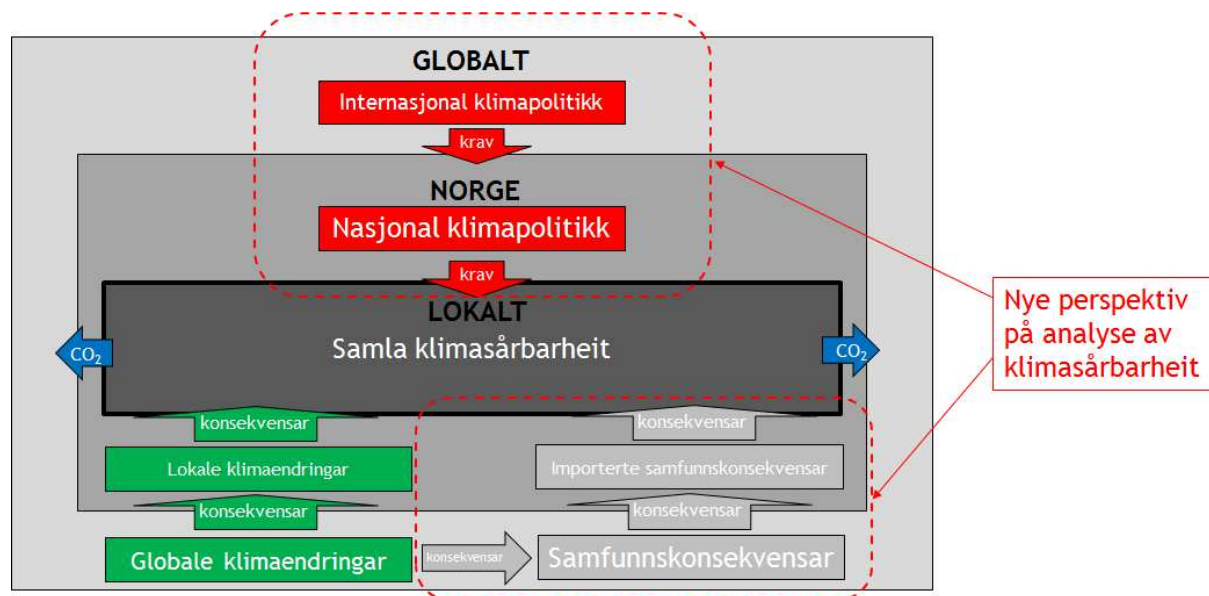 GLOBALT
Internasjonal klimapolitikk
krav
NORGE
Nasjonal klimapolitikk
krav
LOKALT
Samla klimasårbarheit
CO₂
CO₂
Nye perspektiv
på analyse av
klimasårbarheit
konsekvensar
konsekvensar
Lokale klimaendringar
Importerte samfunnskonsekvensar
konsekvensar
konsekvensar
Globale klimaendringar
konsekvensar
Samfunnskonsekvensar